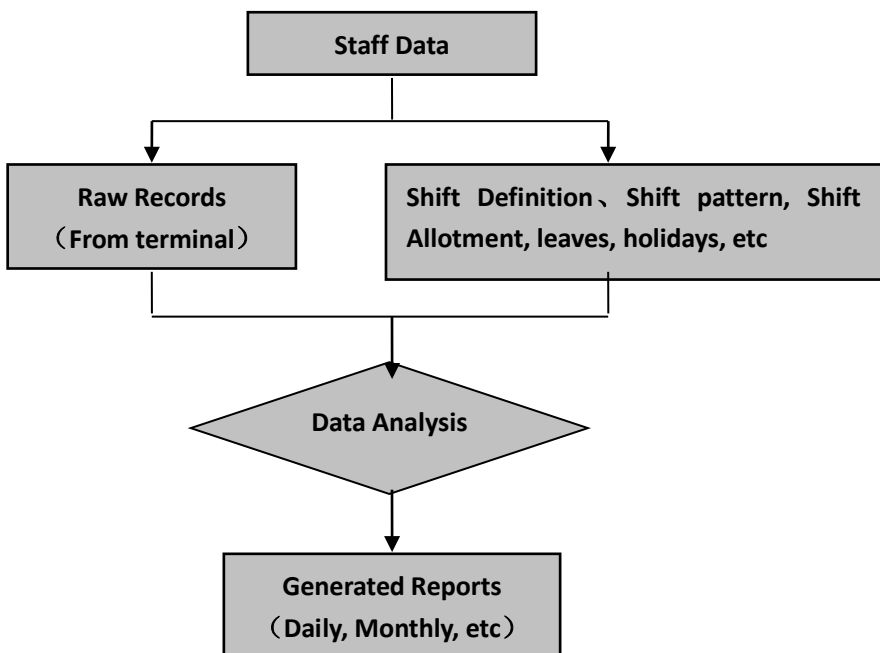 Staff Data
Raw Records
（From terminal）
Shift Definition、Shift pattern, Shift
Allotment, leaves, holidays, etc
Data Analysis
Generated Reports
（Daily, Monthly, etc）